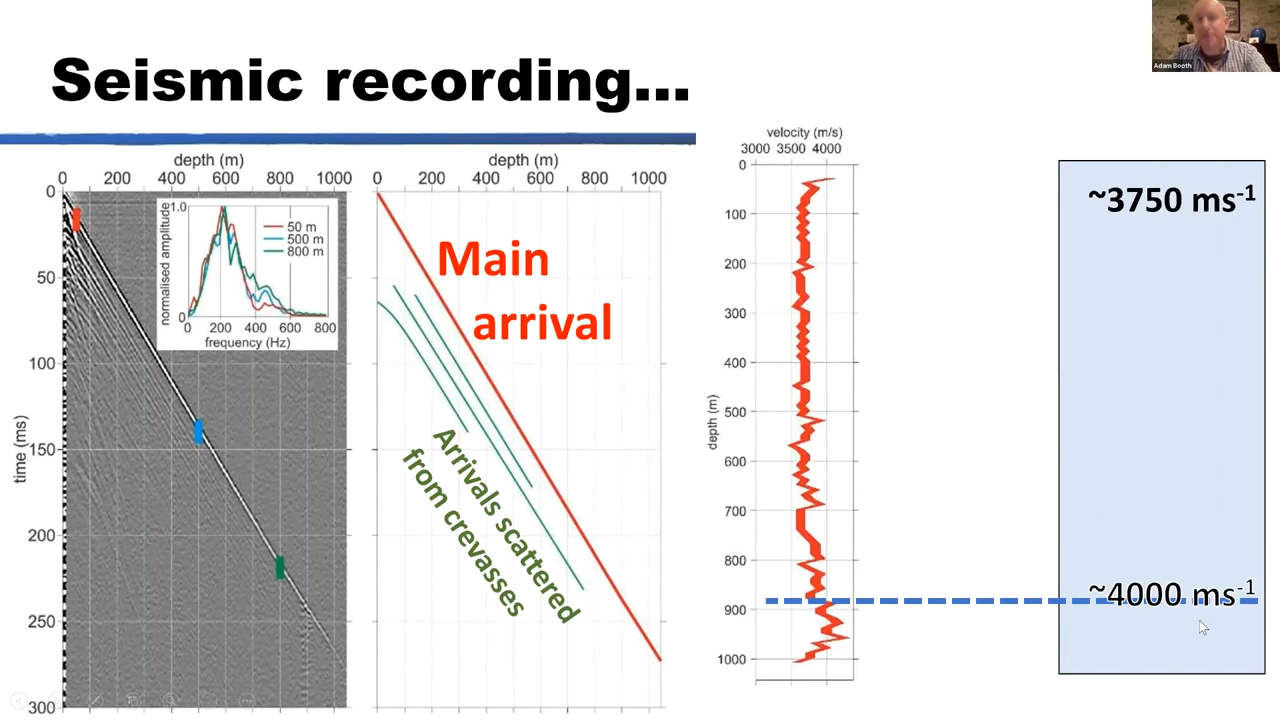 Adam Booth
Seismic recording...
depth (m)
0 200 400 600 800 1000
0
50
100
150
200
250
300
time (ms)
1.0
0
normalised amplitude
50 m
500 m
800 m
0 200 400 600 800
frequency (Hz)
depth (m)
0 200 400 600 800 1000
Main
arrival
Arrivals scattered
from crevasses
velocity (m/s)
3000 3500 4000
0
100
200
300
400
500
600
700
800
900
1000
depth (m)
~3750 ms-1
~4000 ms-1